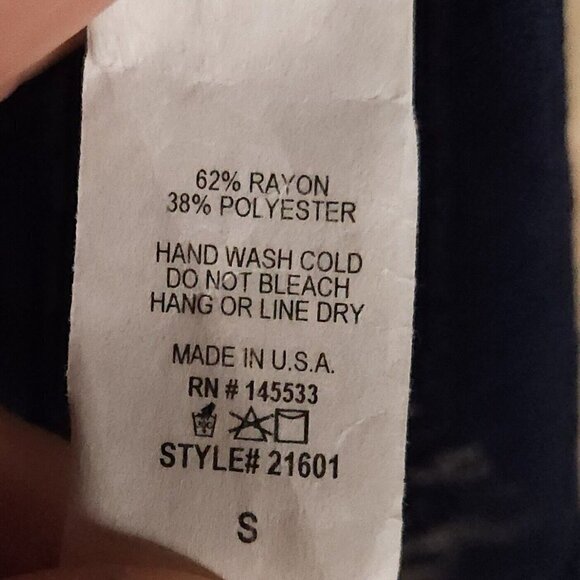 62% RAYON
38% POLYESTER
HAND WASH COLD
DO NOT BLEACH
HANG OR LINE DRY
MADE IN U.S.A.
RN # 145533
STYLE# 21601
S